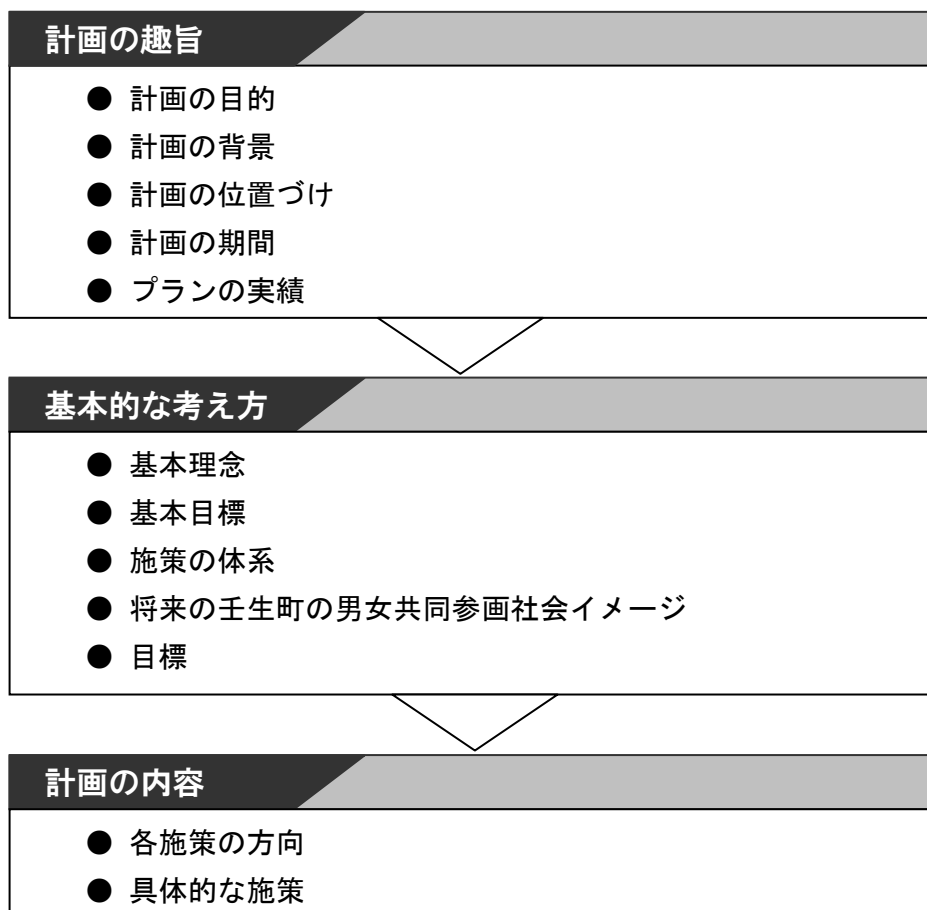 計画の趣旨
● 計画の目的
● 計画の背景
● 計画の位置づけ
● 計画の期間
● プランの実績
基本的な考え方
● 基本理念
● 基本目標
● 施策の体系
● 将来の壬生町の男女共同参画社会イメージ
● 目標
計画の内容
● 各施策の方向
● 具体的な施策